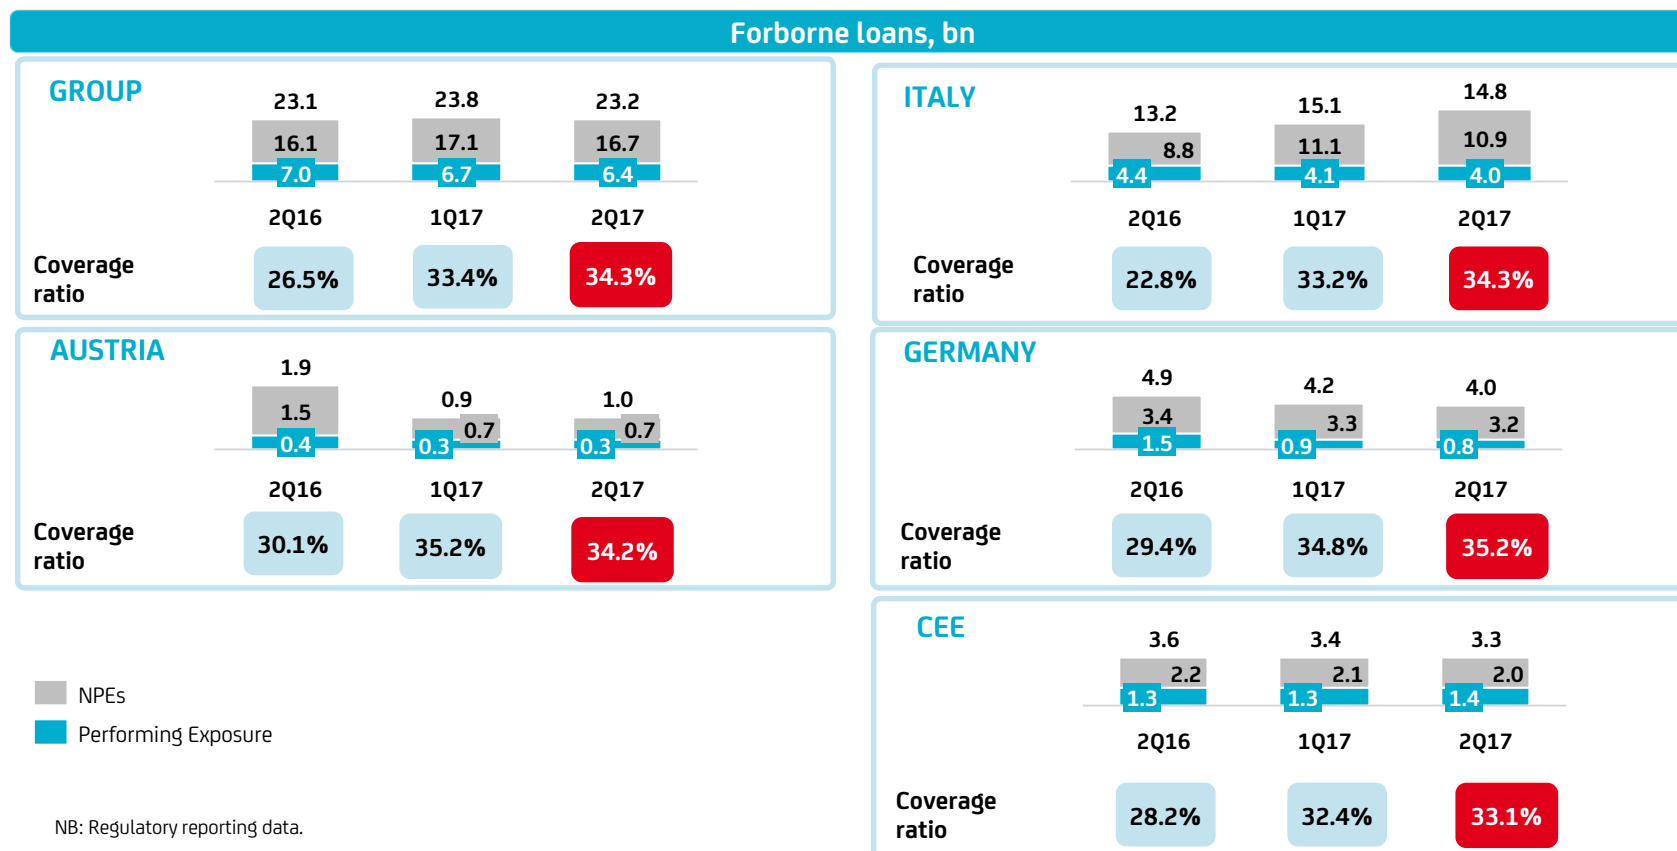 Forborne loans, bn
GROUP
23.1 23.8 23.2
16.1 17.1 16.7
7.0 6.7 6.4
2Q16 1Q17 2Q17
Coverage
ratio
26.5% 33.4% 34.3%
ITALY
13.2 15.1 14.8
8.8 11.1 10.9
4.4 4.1 4.0
2Q16 1Q17 2Q17
Coverage
ratio
22.8% 33.2% 34.3%
AUSTRIA
1.9 0.9 1.0
1.5 0.7 0.7
0.4 0.3 0.3
2Q16 1Q17 2Q17
Coverage
ratio
30.1% 35.2% 34.2%
GERMANY
4.9 4.2 4.0
3.4 3.3 3.2
1.5 0.9 0.8
2Q16 1Q17 2Q17
Coverage
ratio
29.4% 34.8% 35.2%
CEE
3.6 3.4 3.3
2.2 2.1 2.0
1.3 1.3 1.4
2Q16 1Q17 2Q17
Coverage
ratio
28.2% 32.4% 33.1%
NPEs
Performing Exposure
NB: Regulatory reporting data.